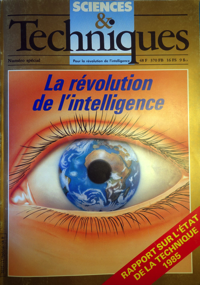 SCIENCES
&
Techniques
Numéro spécial.
Pour la révolution de l'intelligence
La révolution
de l'intelligence
RAPPORT SUR L'ÉTAT
DE LA TECHNIQUE
1985